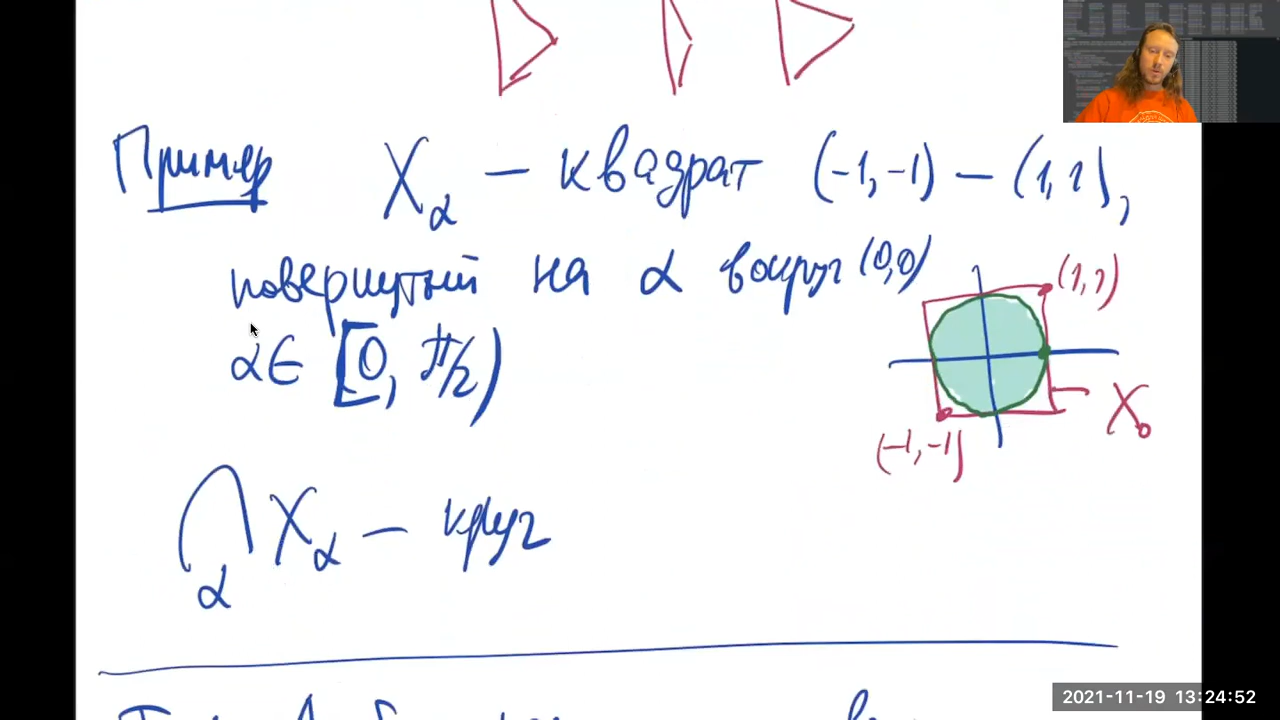 Пример X_α – квадрат (-1,-1) – (1,1),
повернутый на α вокруг (0,0)
(1,1)
α ∈ [0, π/2)
X_0
(-1,-1)
⋂_α X_α – круг
2021-11-19 13:24:52